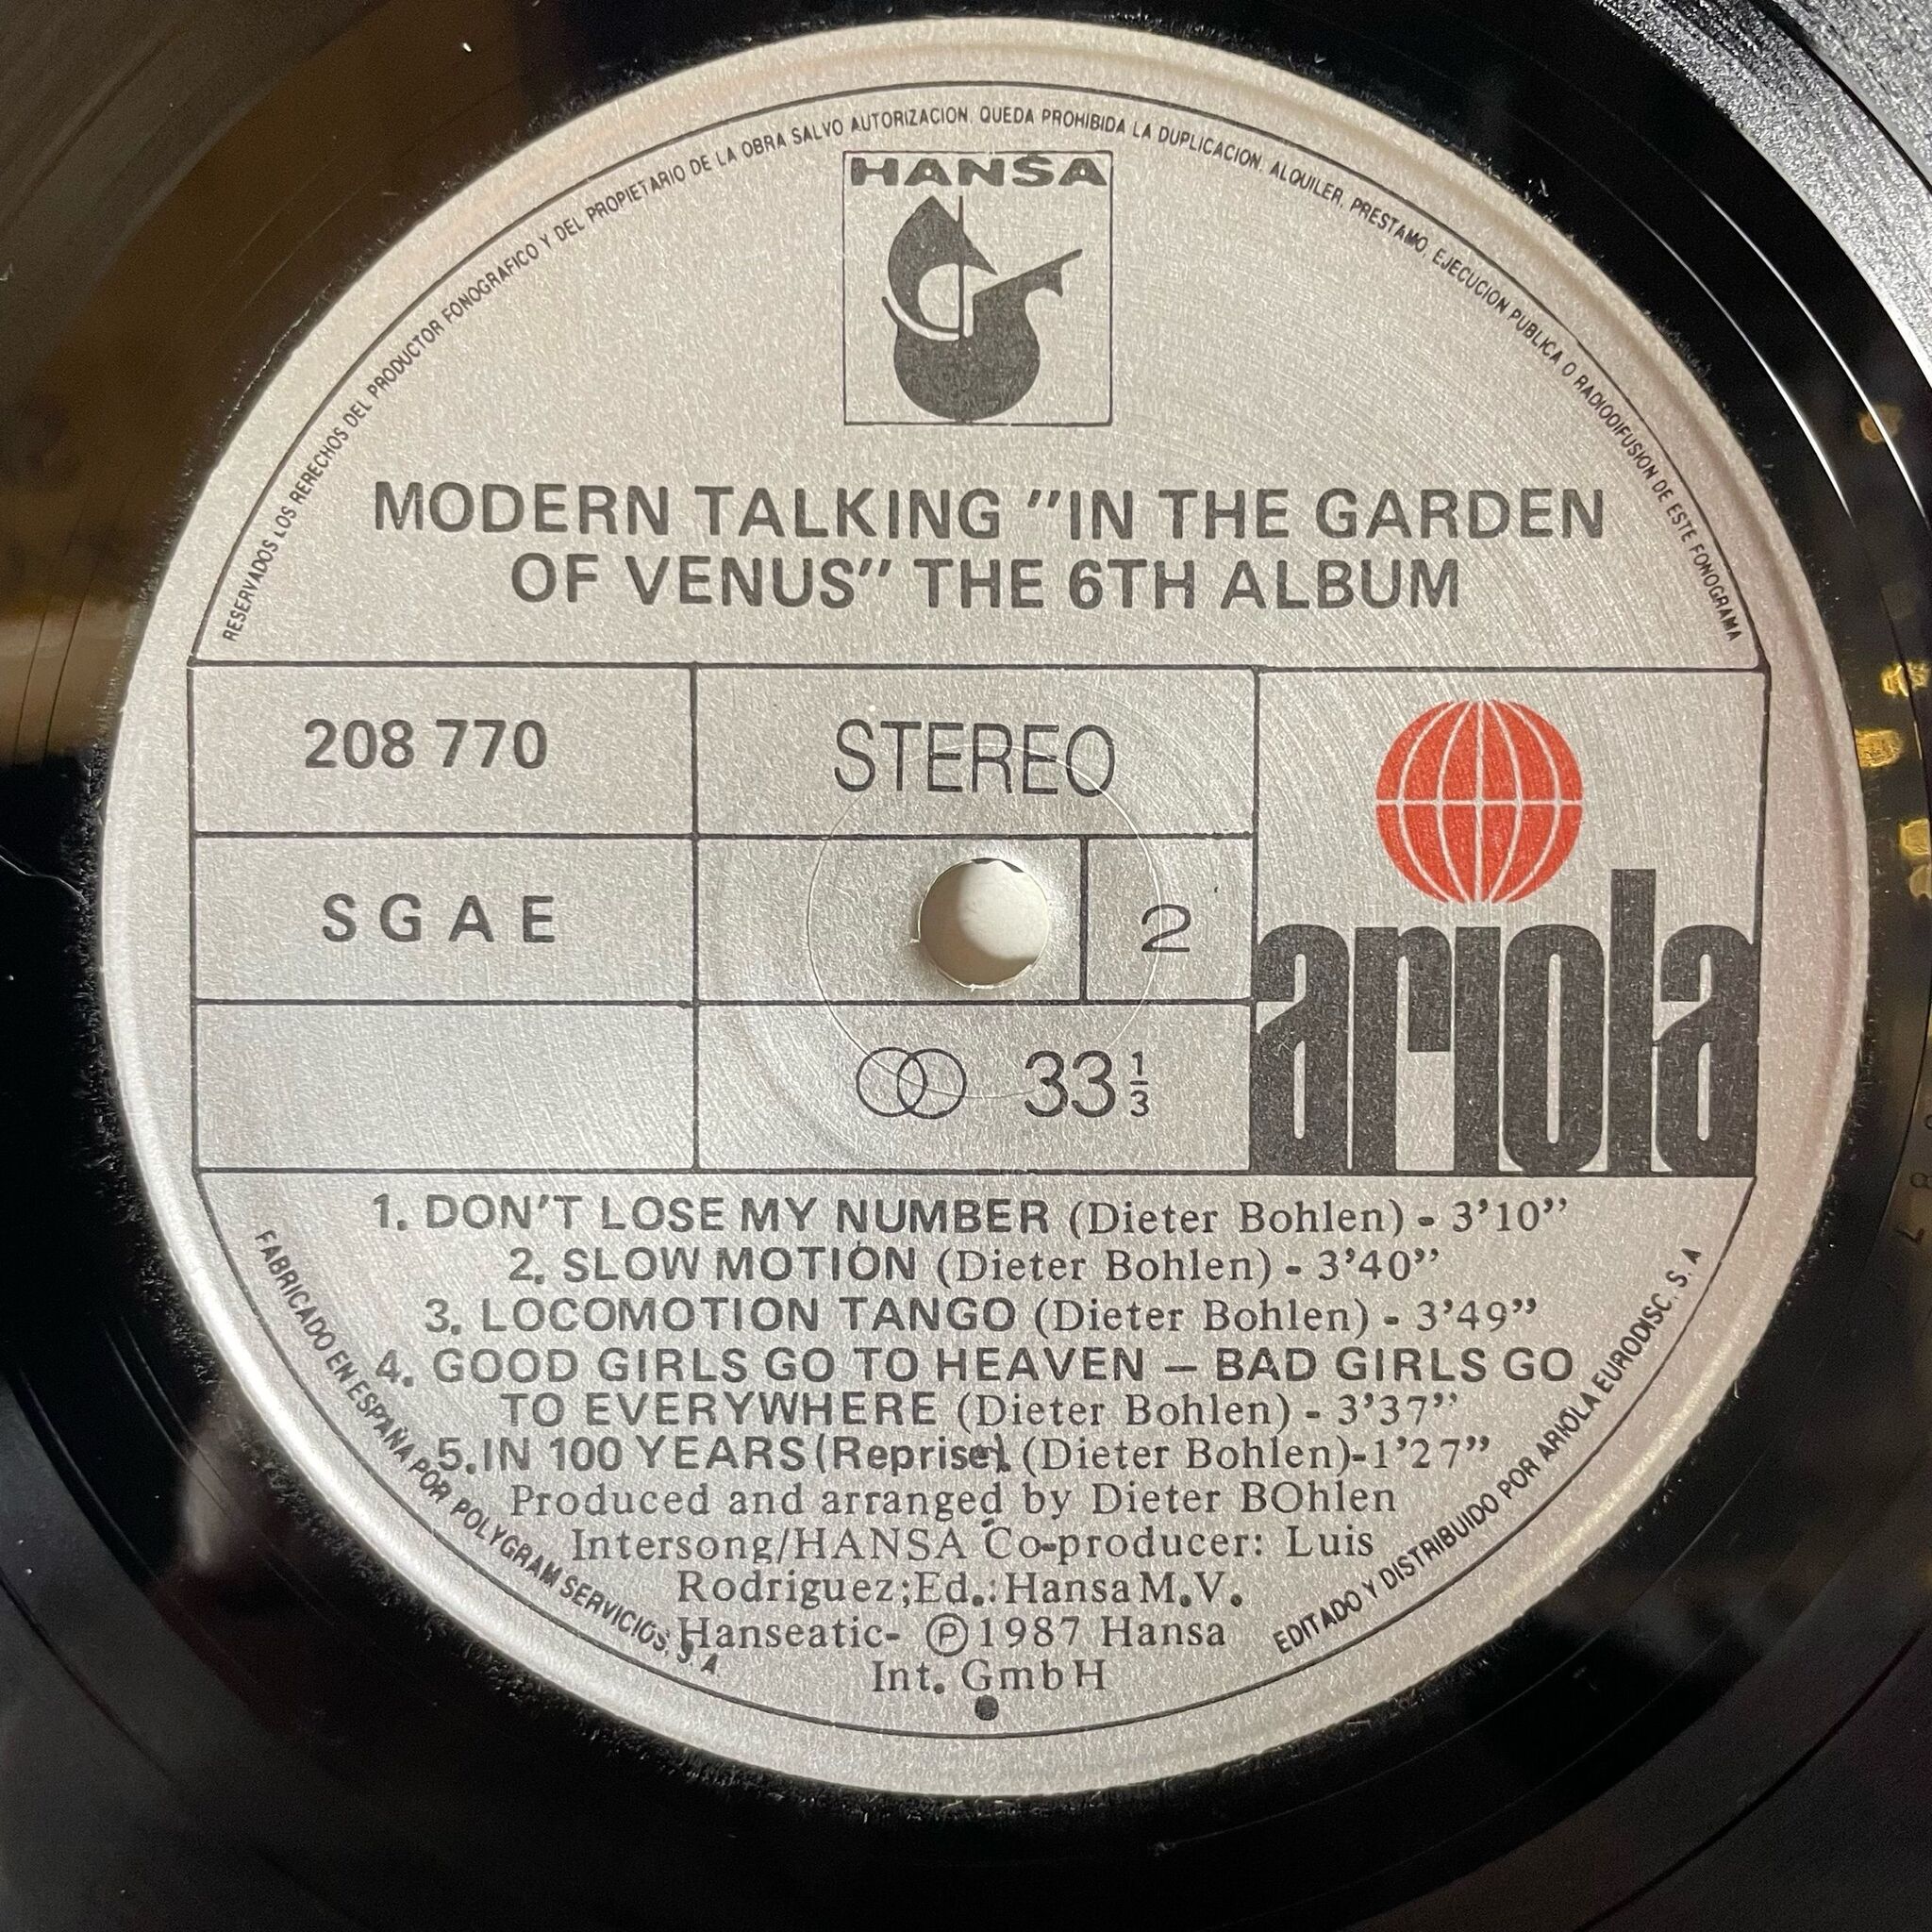 RESERVADOS LOS RERECHOS DEL PRODUCTOR FONOGRAFICO Y DEL PROPIETARIO DE LA OBRA SALVO AUTORIZACION. QUEDA PROHIBIDA LA DUPLICACION, ALQUILER, PRESTAMO, EJECUCION PUBLICA O RADIODIFUSION DE ESTE FONOGRAMA
HANSA
MODERN TALKING "IN THE GARDEN
OF VENUS" THE 6TH ALBUM
208 770
STEREO
SGAE
2
33 1/3
ariola
1. DON'T LOSE MY NUMBER (Dieter Bohlen) - 3'10"
2. SLOW MOTION (Dieter Bohlen) - 3'40"
3. LOCOMOTION TANGO (Dieter Bohlen) - 3'49"
4. GOOD GIRLS GO TO HEAVEN – BAD GIRLS GO
TO EVERYWHERE (Dieter Bohlen) - 3'37"
5. IN 100 YEARS (Reprise) (Dieter Bohlen)-1'27"
Produced and arranged by Dieter BOhlen
Intersong/HANSA Co-producer: Luis
Rodriguez;Ed.:Hansa M.V.
Hanseatic- ℗1987 Hansa
Int. GmbH
FABRICADO EN ESPAÑA POR POLYGRAM SERVICIOS, S. A
EDITADO Y DISTRIBUIDO POR ARIOLA EURODISC. S. A